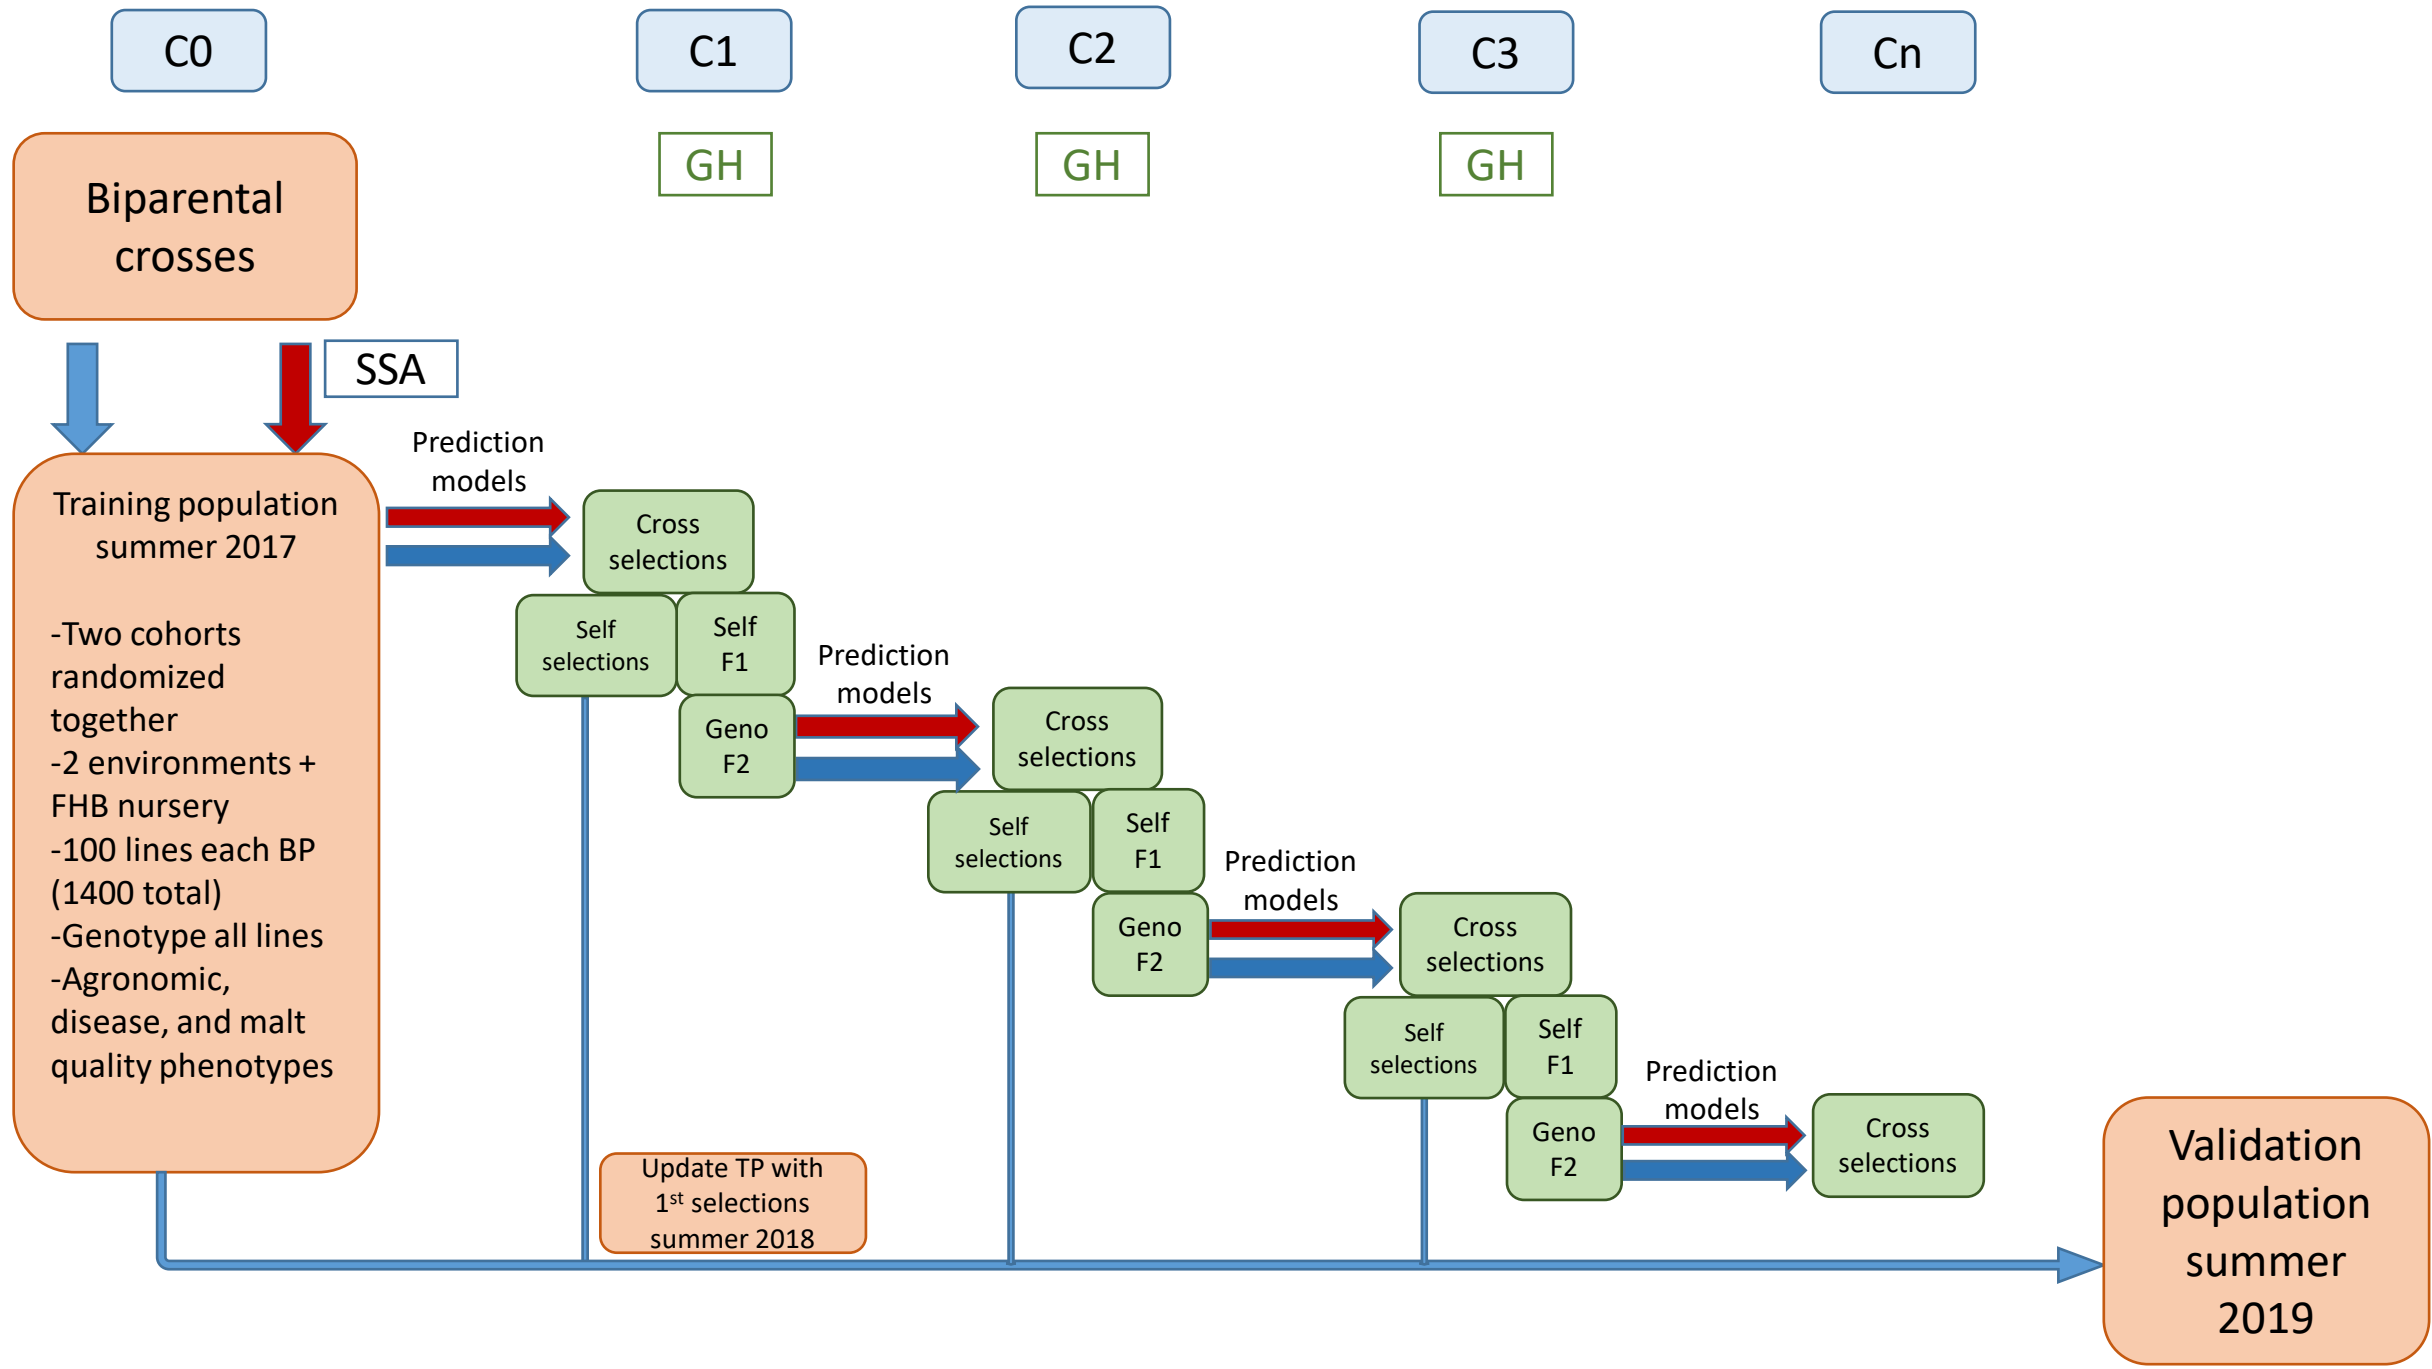 C0
C1
C2
C3
Cn
GH
GH
GH
Biparental
crosses
SSA
Training population
summer 2017
-Two cohorts
randomized
together
-2 environments +
FHB nursery
-100 lines each BP
(1400 total)
-Genotype all lines
-Agronomic,
disease, and malt
quality phenotypes
Prediction
models
Cross
selections
Self
selections
Self
F1
Geno
F2
Prediction
models
Cross
selections
Self
selections
Self
F1
Geno
F2
Prediction
models
Cross
selections
Self
selections
Self
F1
Geno
F2
Prediction
models
Cross
selections
Update TP with
1st selections
summer 2018
Validation
population
summer
2019